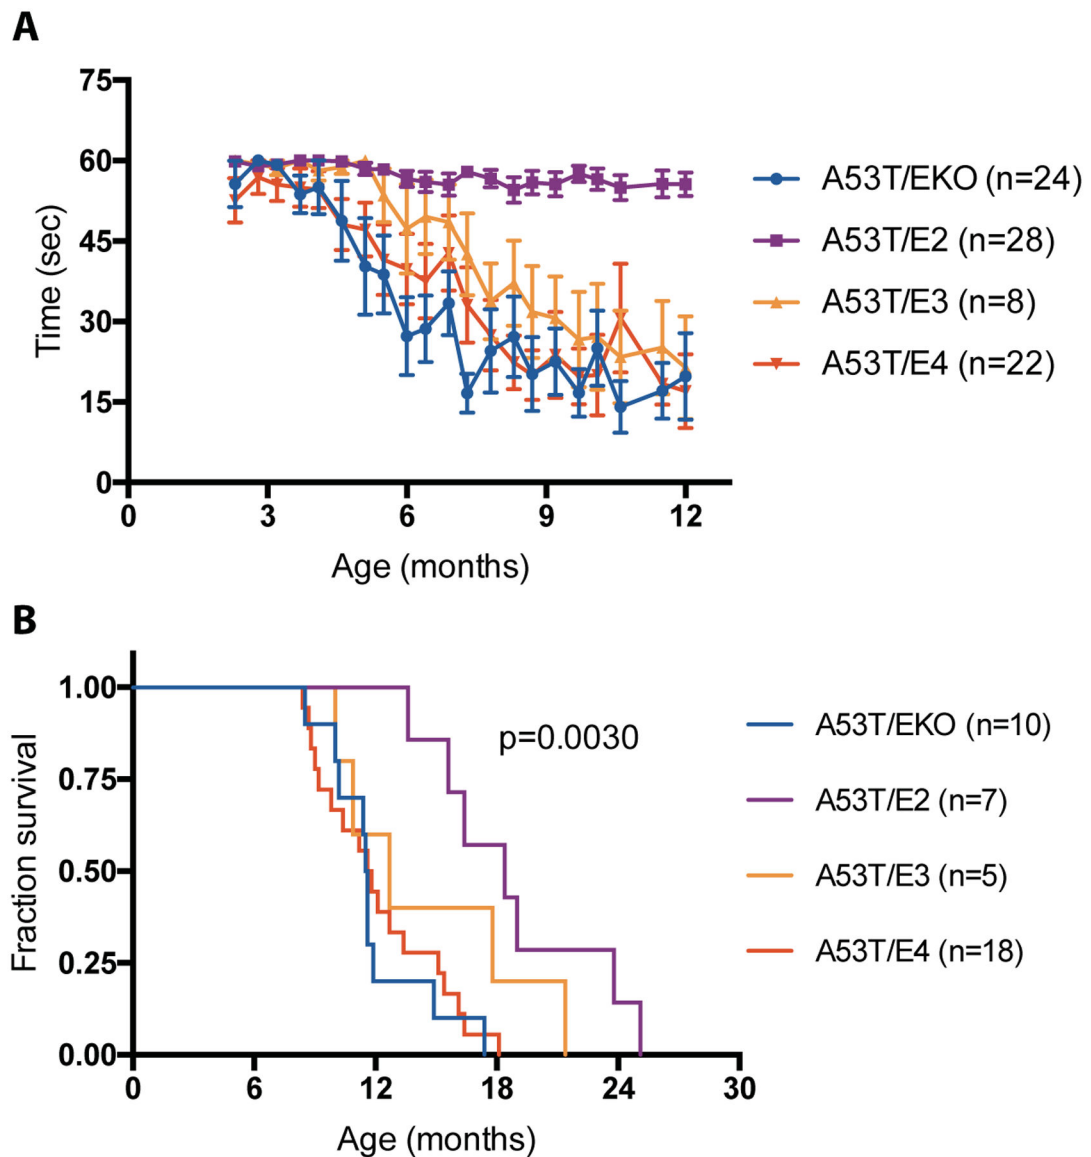 A
75
60
45
30
15
0
Time (sec)
0 3 6 9 12
Age (months)
A53T/EKO (n=24)
A53T/E2 (n=28)
A53T/E3 (n=8)
A53T/E4 (n=22)
B
1.00
0.75
0.50
0.25
0.00
Fraction survival
p=0.0030
0 6 12 18 24 30
Age (months)
A53T/EKO (n=10)
A53T/E2 (n=7)
A53T/E3 (n=5)
A53T/E4 (n=18)